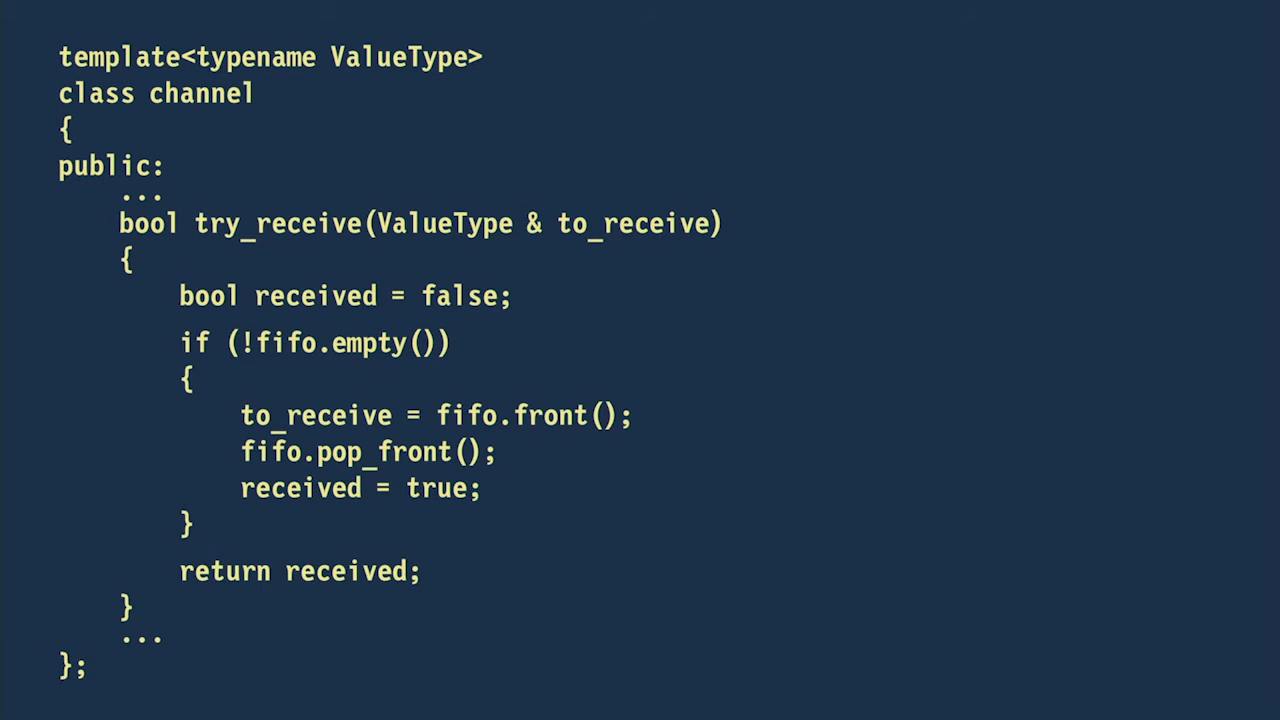 template<typename ValueType>
class channel
{
public:
    ...
    bool try_receive(ValueType & to_receive)
    {
        bool received = false;
        if (!fifo.empty())
        {
            to_receive = fifo.front();
            fifo.pop_front();
            received = true;
        }
        return received;
    }
    ...
};